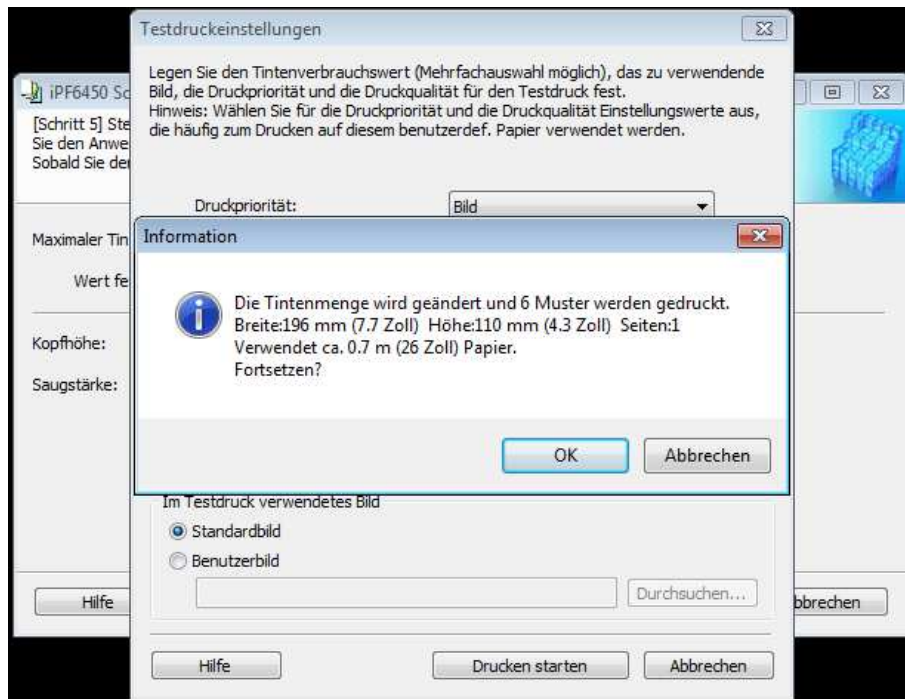 Testdruckeinstellungen
Legen Sie den Tintenverbrauchswert (Mehrfachauswahl möglich), das zu verwendende
Bild, die Druckpriorität und die Druckqualität für den Testdruck fest.
Hinweis: Wählen Sie für die Druckpriorität und die Druckqualität Einstellungswerte aus,
die häufig zum Drucken auf diesem benutzerdef. Papier verwendet werden.
iPF6450 Sc
[Schritt 5] Ste
Sie den Anwe
Sobald Sie der
Druckpriorität:
Bild
Information
Maximaler Tin
Wert fe
Die Tintenmenge wird geändert und 6 Muster werden gedruckt.
Breite:196 mm (7.7 Zoll) Höhe:110 mm (4.3 Zoll) Seiten:1
Verwendet ca. 0.7 m (26 Zoll) Papier.
Fortsetzen?
Kopfhöhe:
Saugstärke:
OK
Abbrechen
Im Testdruck verwendetes Bild
Standardbild
Benutzerbild
Durchsuchen...
Hilfe
bbrechen
Hilfe
Drucken starten
Abbrechen